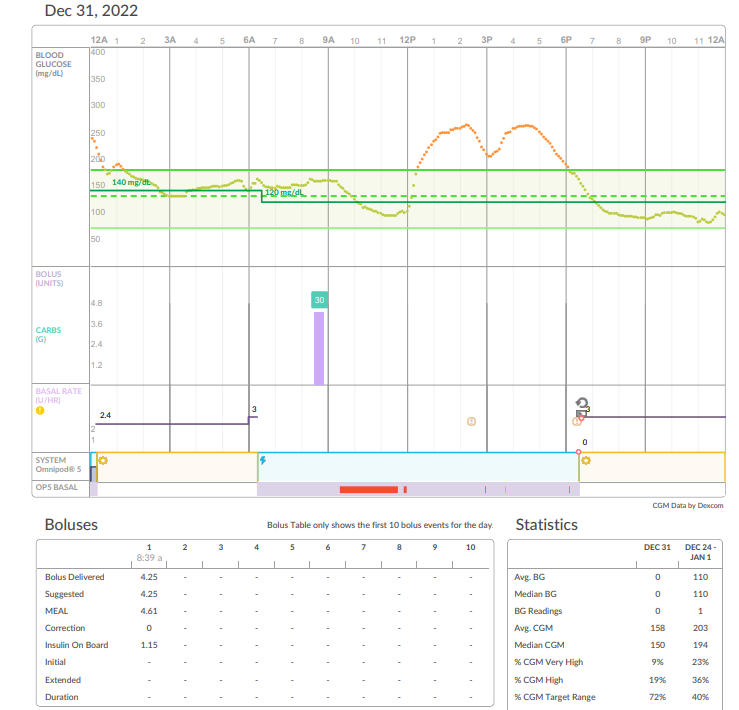 Dec 31, 2022
12A 1 2 3A 4 5 6A 7 8 9A 10 11 12P 1 2 3P 4 5 6P 7 8 9P 10 11 12A
BLOOD
GLUCOSE
(mg/dL)
400
350
300
250
200
150
100
50
140 mg/dL
120 mg/dL
BOLUS
(UNITS)
30
4.8
3.6
CARBS
(G)
2.4
1.2
BASAL RATE
(U/HR)
2.4
3
3
2
1
0
SYSTEM
Omnipod® 5
OP5 BASAL
CGM Data by Dexcom
Boluses
Bolus Table only shows the first 10 bolus events for the day.
1 2 3 4 5 6 7 8 9 10
8:39 a
Bolus Delivered 4.25 - - - - - - - - -
Suggested 4.25 - - - - - - - - -
MEAL 4.61 - - - - - - - - -
Correction 0 - - - - - - - - -
Insulin On Board 1.15 - - - - - - - - -
Initial - - - - - - - - - -
Extended - - - - - - - - - -
Duration - - - - - - - - - -
Statistics
DEC 31 DEC 24 -
JAN 1
Avg. BG 0 110
Median BG 0 110
BG Readings 0 1
Avg. CGM 158 203
Median CGM 150 194
% CGM Very High 9% 23%
% CGM High 19% 36%
% CGM Target Range 72% 40%